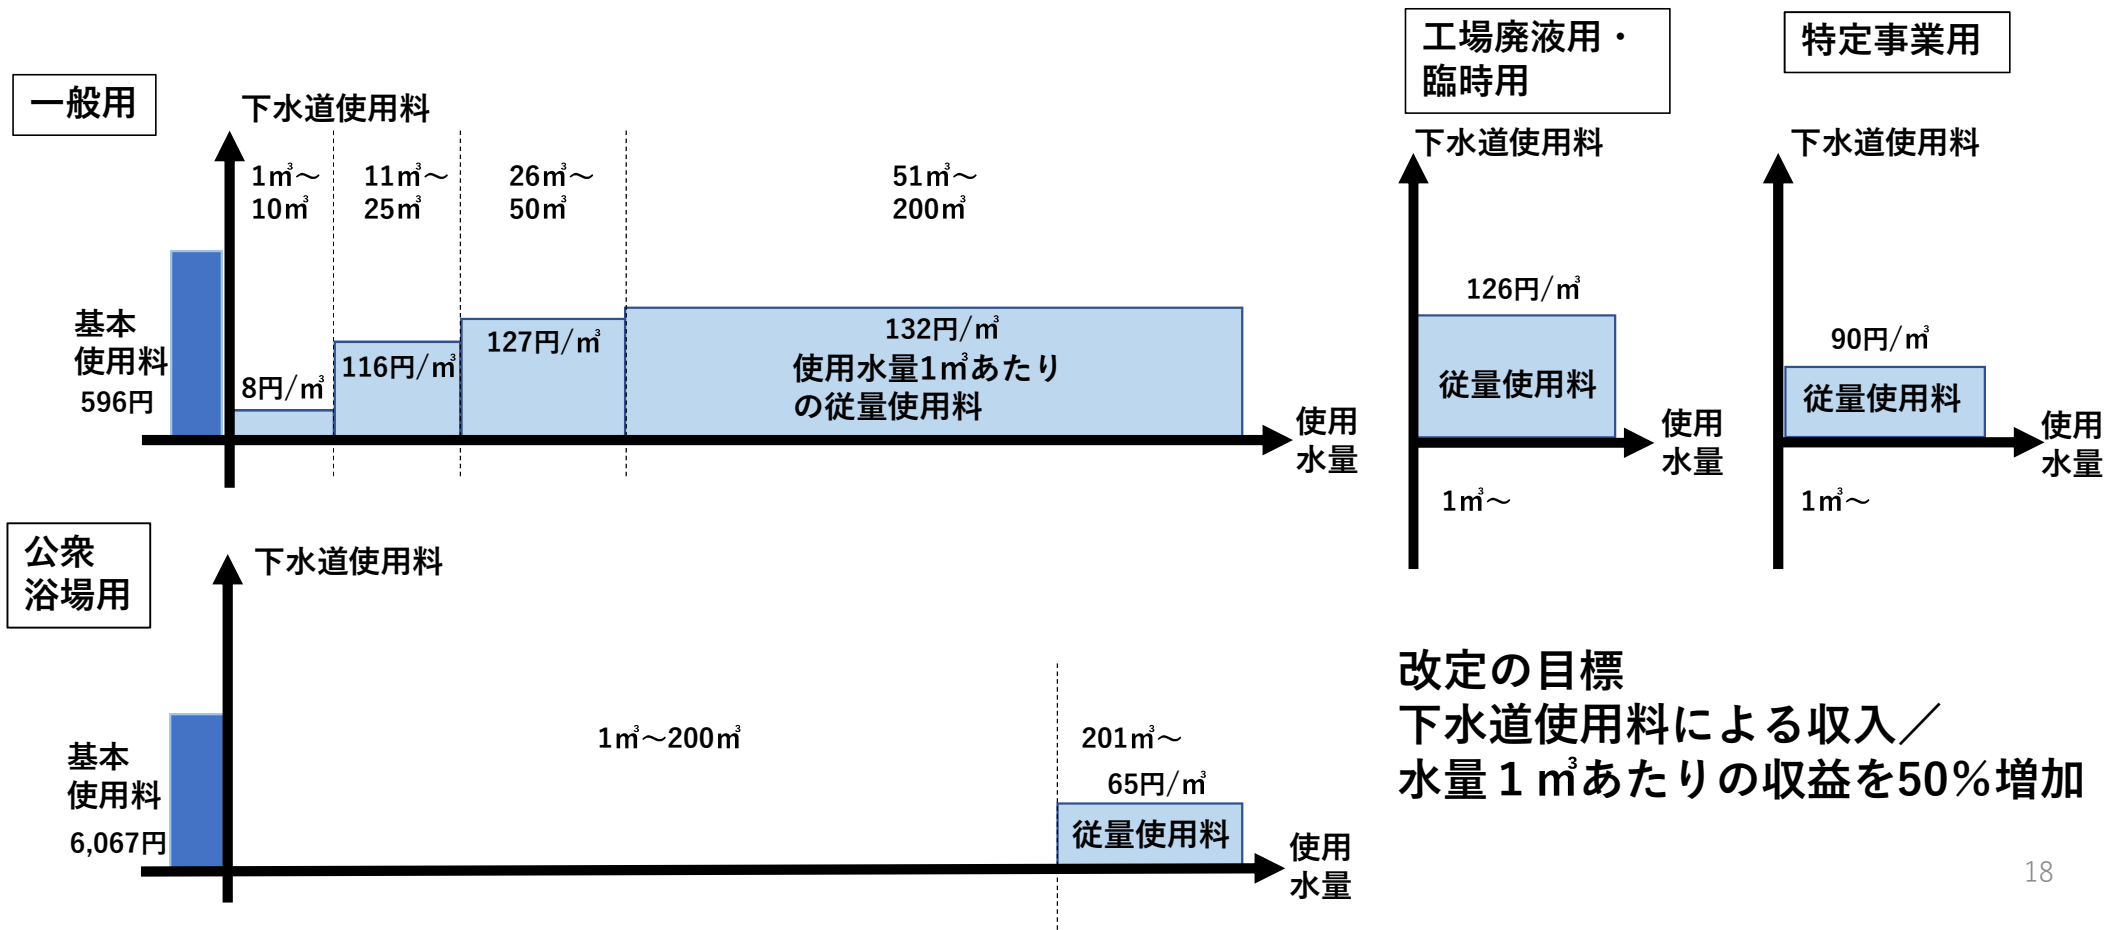 一般用
下水道使用料
1㎥～
10㎥
11㎥～
25㎥
26㎥～
50㎥
51㎥～
200㎥
基本
使用料
596円
8円/㎥
116円/㎥
127円/㎥
132円/㎥
使用水量1㎥あたり
の従量使用料
使用
水量
工場廃液用・
臨時用
下水道使用料
126円/㎥
従量使用料
使用
水量
1㎥～
特定事業用
下水道使用料
90円/㎥
従量使用料
使用
水量
1㎥～
公衆
浴場用
下水道使用料
基本
使用料
6,067円
1㎥～200㎥
201㎥～
65円/㎥
従量使用料
使用
水量
改定の目標
下水道使用料による収入／
水量１㎥あたりの収益を50％増加
18